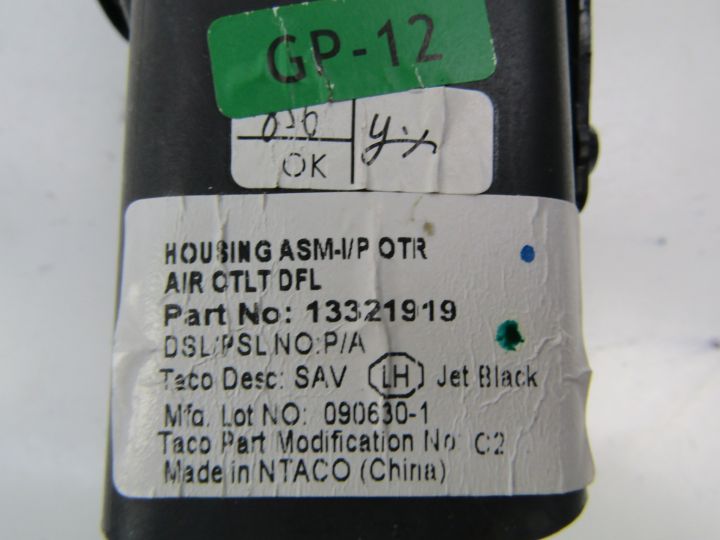 GP-12
OK
HOUSING ASM-I/P OTR
AIR OTLT DFL
Part No: 13321919
DSL/PSL NO:P/A
Taco Desc: SAV LH Jet Black
Mfg. Lot NO: 090630-1
Taco Part Modification No C2
Made in NTACO (China)